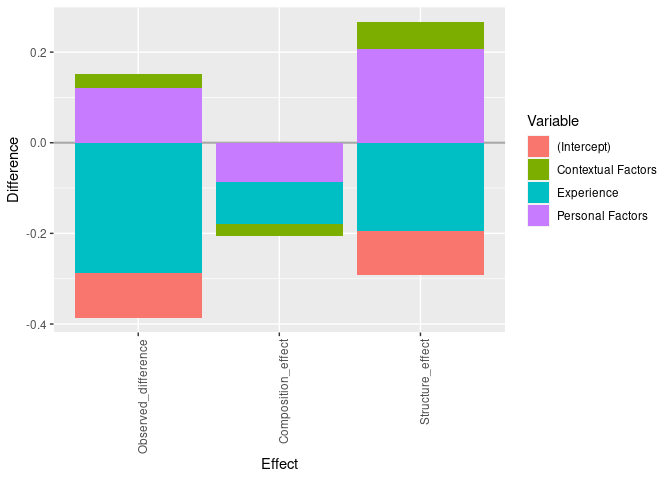 0.2
0.0
-0.2
-0.4
Difference
Observed_difference
Composition_effect
Structure_effect
Effect
Variable
(Intercept)
Contextual Factors
Experience
Personal Factors